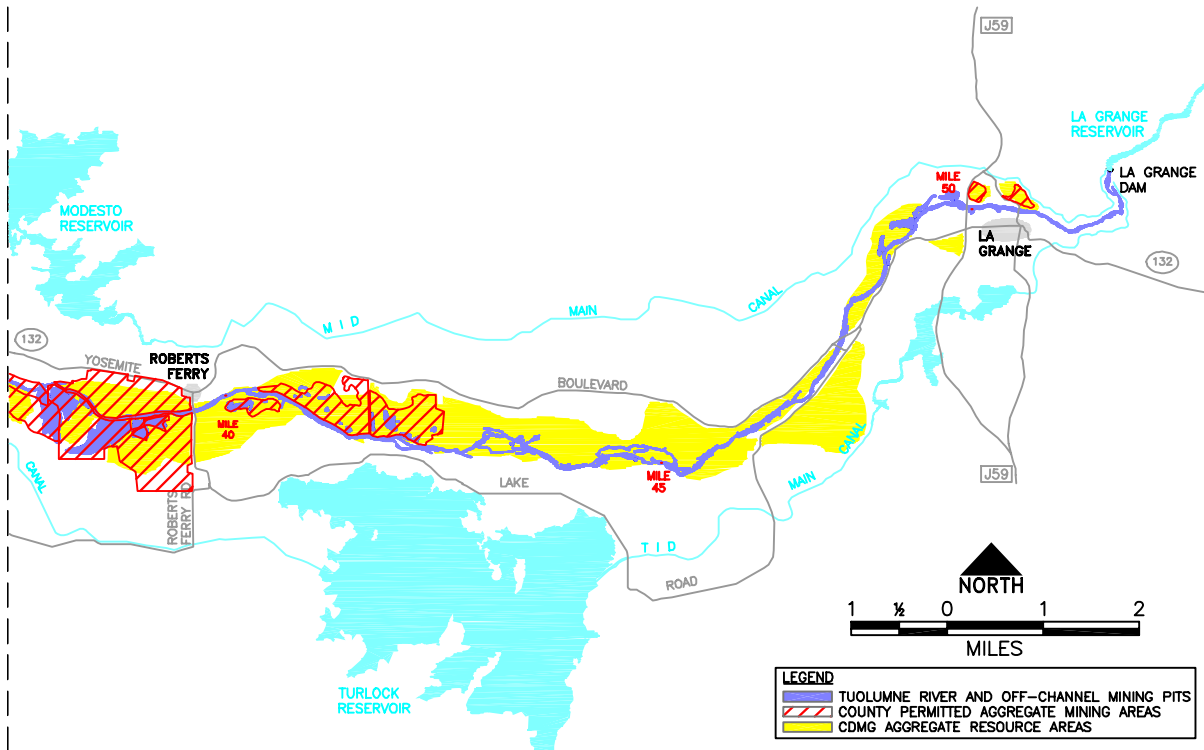 J59
LA GRANGE
RESERVOIR
LA GRANGE
DAM
MILE
50
MODESTO
RESERVOIR
LA
GRANGE
132
MID
MAIN
CANAL
132
YOSEMITE
ROBERTS
FERRY
BOULEVARD
MILE
40
CANAL
MAIN
CANAL
MILE
45
J59
LAKE
ROBERTS
FERRY RD
TID
ROAD
NORTH
1 ½ 0 1 2
MILES
TURLOCK
RESERVOIR
LEGEND
TUOLUMNE RIVER AND OFF-CHANNEL MINING PITS
COUNTY PERMITTED AGGREGATE MINING AREAS
CDMG AGGREGATE RESOURCE AREAS